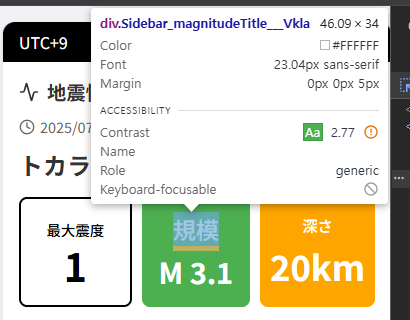 div.Sidebar_magnitudeTitle___Vkla 46.09 × 34
UTC+9
Color #FFFFFF
Font 23.04px sans-serif
Margin 0px 0px 5px
地震情
ACCESSIBILITY
2025/07
Contrast Aa 2.77
Name
トカラ
Role generic
Keyboard-focusable
最大震度
1
規模
M 3.1
深さ
20km